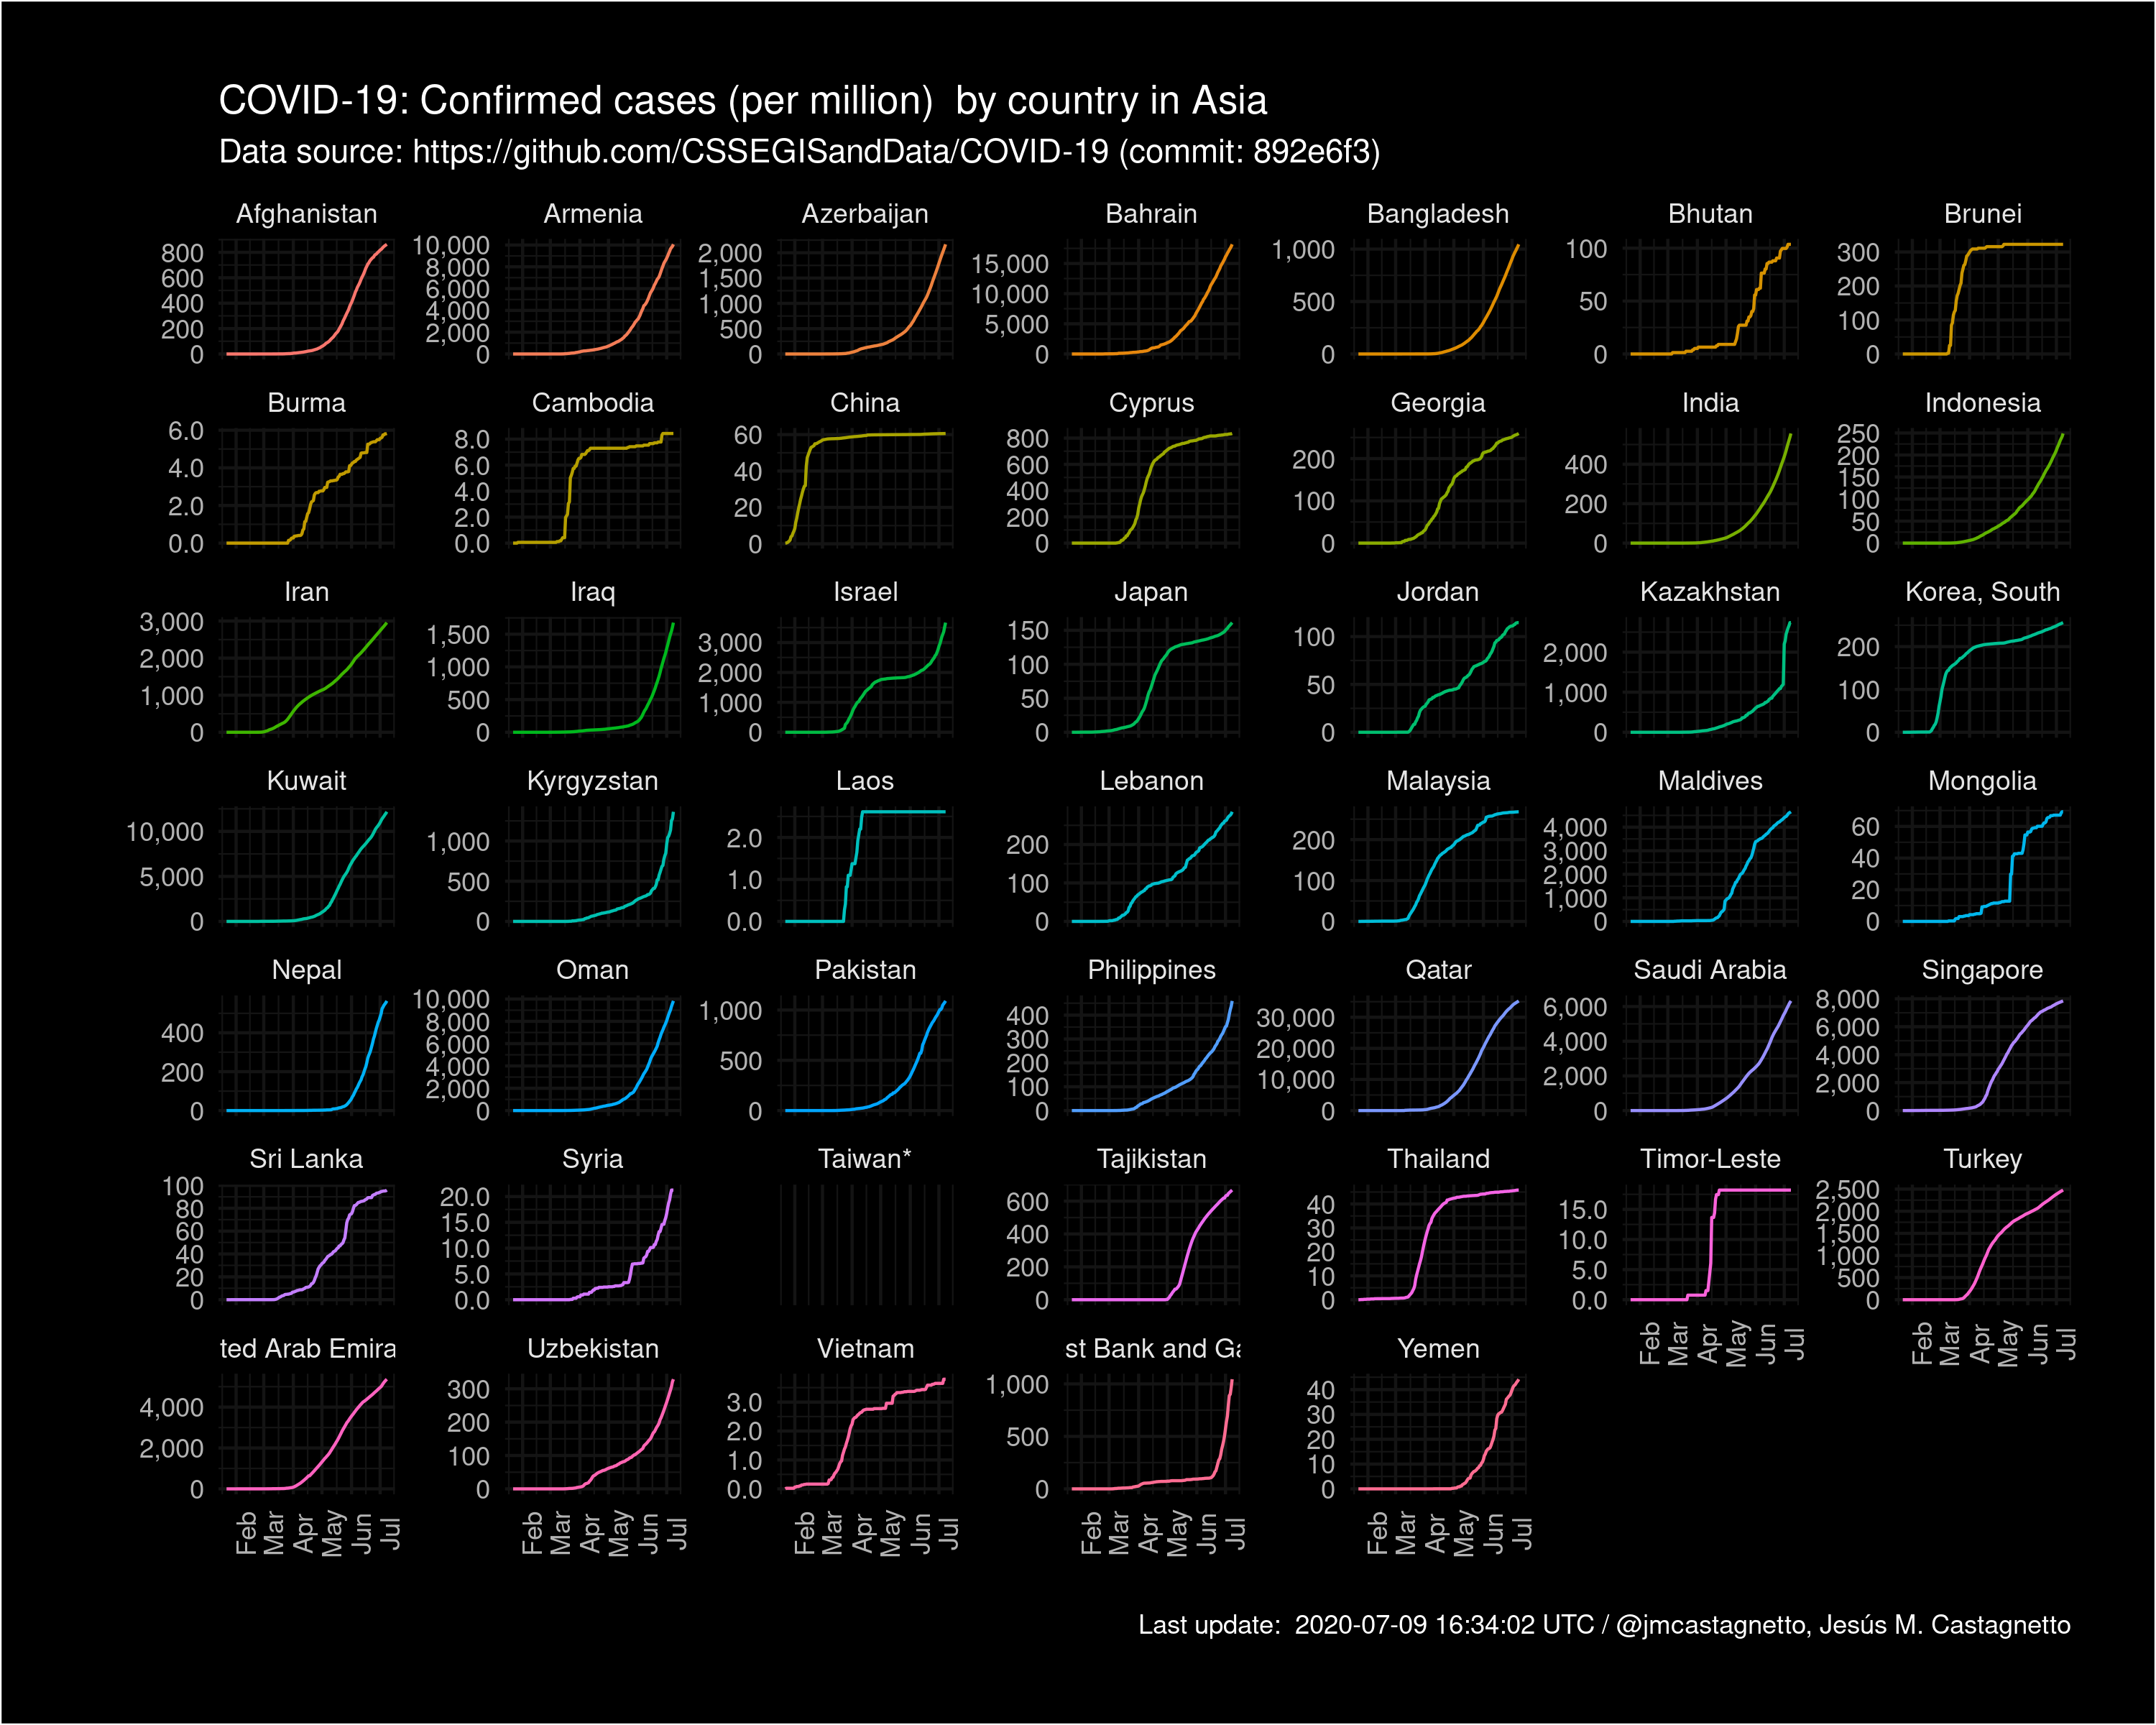 COVID-19: Confirmed cases (per million)  by country in Asia
Data source: https://github.com/CSSEGISandData/COVID-19 (commit: 892e6f3)
Afghanistan
800
600
400
200
0
Armenia
10,000
8,000
6,000
4,000
2,000
0
Azerbaijan
2,000
1,500
1,000
500
0
Bahrain
15,000
10,000
5,000
0
Bangladesh
1,000
500
0
Bhutan
100
50
0
Brunei
300
200
100
0
Burma
6.0
4.0
2.0
0.0
Cambodia
8.0
6.0
4.0
2.0
0.0
China
60
40
20
0
Cyprus
800
600
400
200
0
Georgia
200
100
0
India
400
200
0
Indonesia
250
200
150
100
50
0
Iran
3,000
2,000
1,000
0
Iraq
1,500
1,000
500
0
Israel
3,000
2,000
1,000
0
Japan
150
100
50
0
Jordan
100
50
0
Kazakhstan
2,000
1,000
0
Korea, South
200
100
0
Kuwait
10,000
5,000
0
Kyrgyzstan
1,000
500
0
Laos
2.0
1.0
0.0
Lebanon
200
100
0
Malaysia
200
100
0
Maldives
4,000
3,000
2,000
1,000
0
Mongolia
60
40
20
0
Nepal
400
200
0
Oman
10,000
8,000
6,000
4,000
2,000
0
Pakistan
1,000
500
0
Philippines
400
300
200
100
0
Qatar
30,000
20,000
10,000
0
Saudi Arabia
6,000
4,000
2,000
0
Singapore
8,000
6,000
4,000
2,000
0
Sri Lanka
100
80
60
40
20
0
Syria
20.0
15.0
10.0
5.0
0.0
Taiwan*
Tajikistan
600
400
200
0
Thailand
40
30
20
10
0
Timor-Leste
15.0
10.0
5.0
0.0
Feb
Mar
Apr
May
Jun
Jul
Turkey
2,500
2,000
1,500
1,000
500
0
Feb
Mar
Apr
May
Jun
Jul
ted Arab Emira
4,000
2,000
0
Feb
Mar
Apr
May
Jun
Jul
Uzbekistan
300
200
100
0
Feb
Mar
Apr
May
Jun
Jul
Vietnam
3.0
2.0
1.0
0.0
Feb
Mar
Apr
May
Jun
Jul
st Bank and Ga
1,000
500
0
Feb
Mar
Apr
May
Jun
Jul
Yemen
40
30
20
10
0
Feb
Mar
Apr
May
Jun
Jul
Last update:  2020-07-09 16:34:02 UTC / @jmcastagnetto, Jesús M. Castagnetto